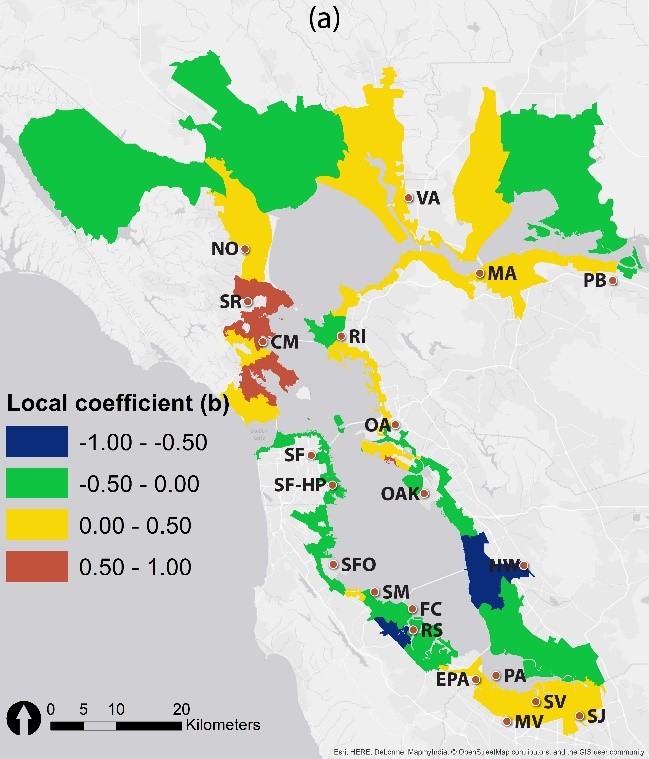 (a)
VA
NO
MA
PB
SR
CM
RI
Local coefficient (b)
-1.00 - -0.50
-0.50 - 0.00
0.00 - 0.50
0.50 - 1.00
OA
SF
SF-HP
OAK
SFO
HW
SM
FC
RS
EPA
PA
SV
MV
SJ
0 5 10 20
Kilometers
Esri, HERE, DeLorme, MapmyIndia, © OpenStreetMap contributors, and the GIS user community